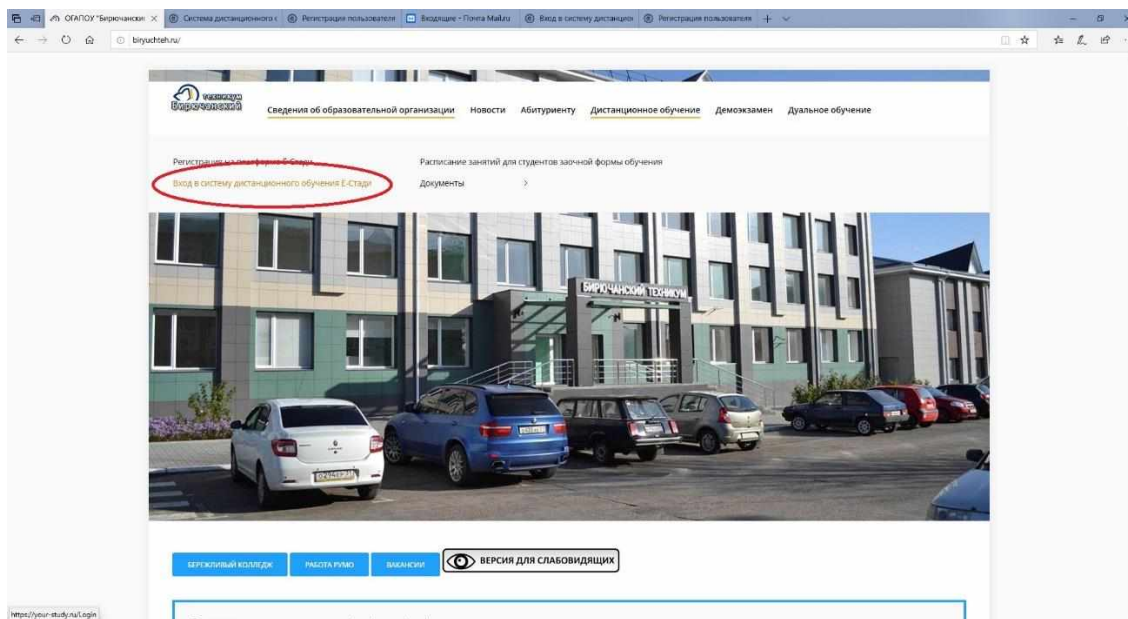 ОГАПОУ "Бирючански
Система дистанционного с
Регистрация пользователя
Входящие - Почта Mail.ru
Вход в систему дистанцион
Регистрация пользователя
biryuchteh.ru/
техникум
Бирючанский
Сведения об образовательной организации
Новости
Абитуриенту
Дистанционное обучение
Демоэкзамен
Дуальное обучение
Регистрация на платформе Е-Стади
Расписание занятий для студентов заочной формы обучения
Вход в систему дистанционного обучения Е-Стади
Документы
БИРЮЧАНСКИЙ ТЕХНИКУМ
БЕРЕЖЛИВЫЙ КОЛЛЕДЖ
РАБОТА РУМО
ВАКАНСИИ
ВЕРСИЯ ДЛЯ СЛАБОВИДЯЩИХ
https://your-study.ru/Login